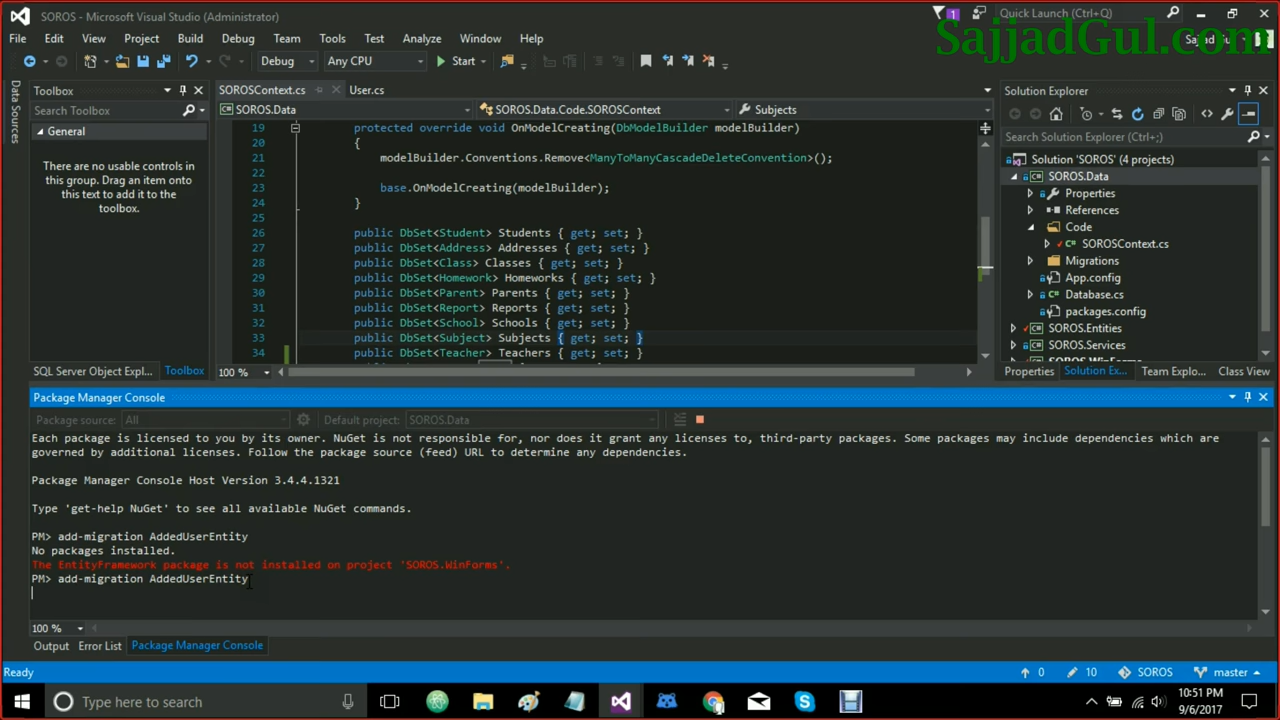 SOROS - Microsoft Visual Studio (Administrator)
1
Quick Launch (Ctrl+Q)
File Edit View Project Build Debug Team Tools Test Analyze Window Help
SajjadGul.com
Debug
Any CPU
Start
Data Sources
Toolbox
Search Toolbox
General
There are no usable controls in
this group. Drag an item onto
this text to add it to the
toolbox.
SQL Server Object Expl...
Toolbox
SOROSContext.cs
User.cs
SOROS.Data
SOROS.Data.Code.SOROSContext
Subjects
19 protected override void OnModelCreating(DbModelBuilder modelBuilder)
20 {
21 modelBuilder.Conventions.Remove<ManyToManyCascadeDeleteConvention>();
22
23 base.OnModelCreating(modelBuilder);
24 }
25
26 public DbSet<Student> Students { get; set; }
27 public DbSet<Address> Addresses { get; set; }
28 public DbSet<Class> Classes { get; set; }
29 public DbSet<Homework> Homeworks { get; set; }
30 public DbSet<Parent> Parents { get; set; }
31 public DbSet<Report> Reports { get; set; }
32 public DbSet<School> Schools { get; set; }
33 public DbSet<Subject> Subjects { get; set; }
34 public DbSet<Teacher> Teachers { get; set; }
100 %
Solution Explorer
Search Solution Explorer (Ctrl+;)
Solution 'SOROS' (4 projects)
SOROS.Data
Properties
References
Code
SOROSContext.cs
Migrations
App.config
Database.cs
packages.config
SOROS.Entities
SOROS.Services
SOROS.WinForms
Properties
Solution Ex...
Team Explo...
Class View
Package Manager Console
Package source: All
Default project: SOROS.Data
Each package is licensed to you by its owner. NuGet is not responsible for, nor does it grant any licenses to, third-party packages. Some packages may include dependencies which are
governed by additional licenses. Follow the package source (feed) URL to determine any dependencies.
Package Manager Console Host Version 3.4.4.1321
Type 'get-help NuGet' to see all available NuGet commands.
PM> add-migration AddedUserEntity
No packages installed.
The EntityFramework package is not installed on project 'SOROS.WinForms'.
PM> add-migration AddedUserEntity
100 %
Output
Error List
Package Manager Console
Ready
0
10
SOROS
master
Type here to search
10:51 PM
9/6/2017